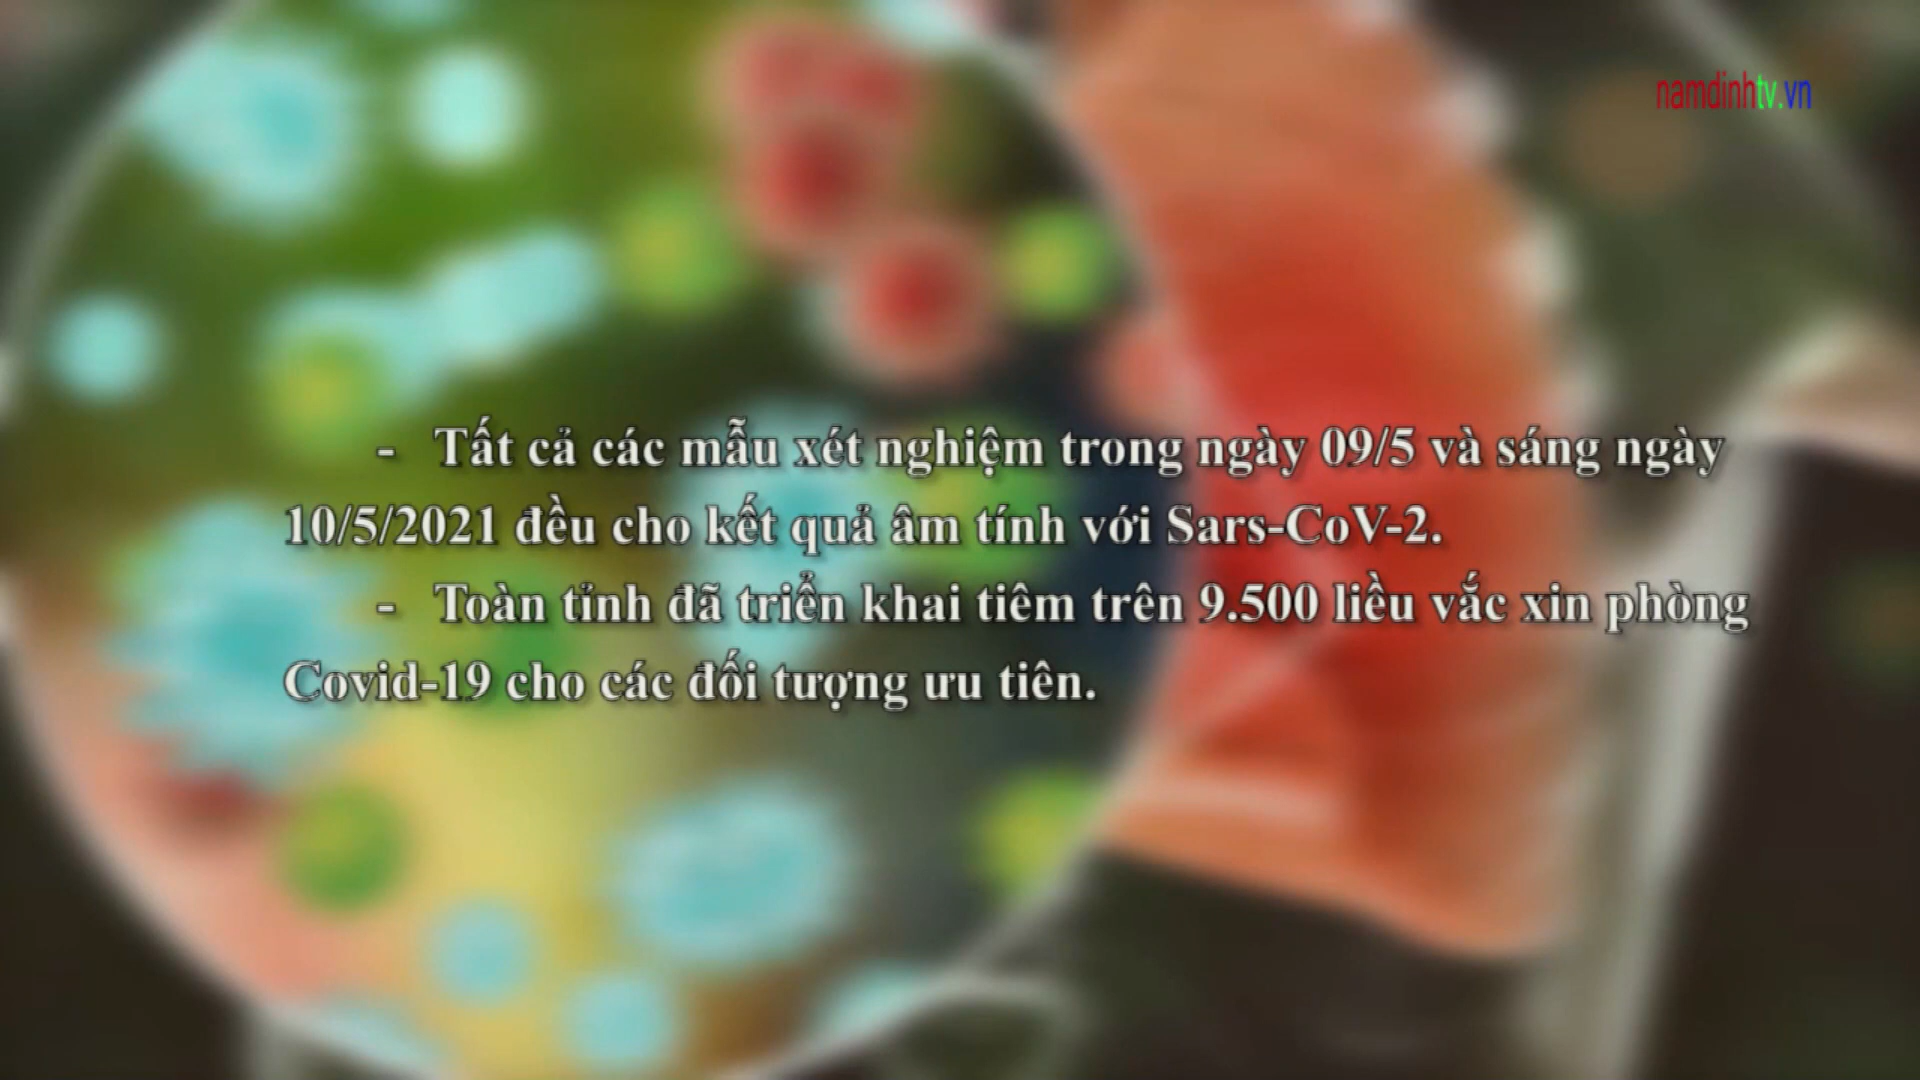 namdinhtv.vn
- Tất cả các mẫu xét nghiệm trong ngày 09/5 và sáng ngày
10/5/2021 đều cho kết quả âm tính với Sars-CoV-2.
- Toàn tỉnh đã triển khai tiêm trên 9.500 liều vắc xin phòng
Covid-19 cho các đối tượng ưu tiên.